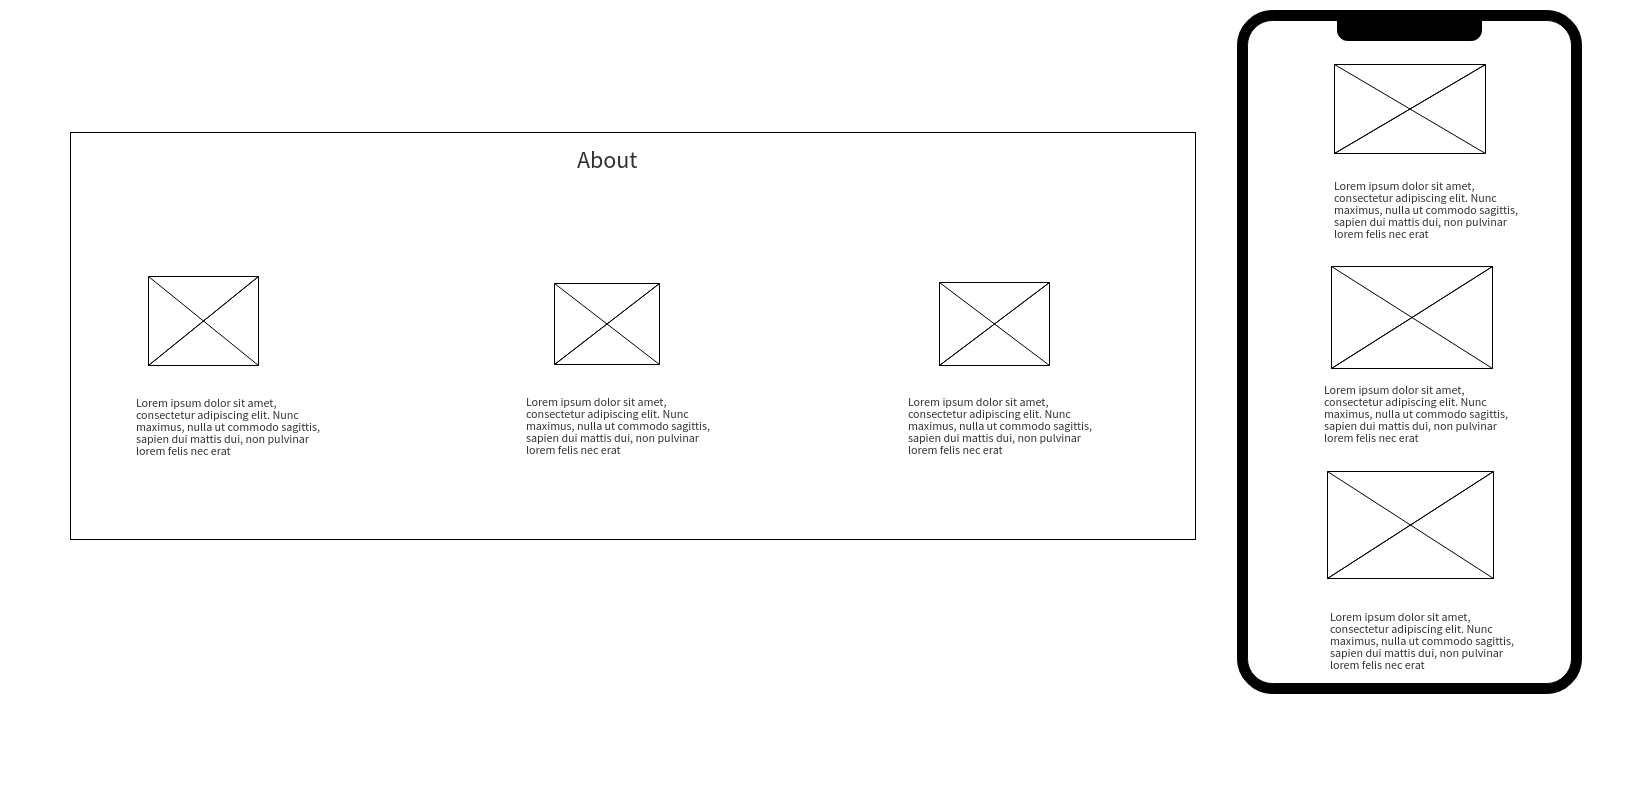 About
Lorem ipsum dolor sit amet,
consectetur adipiscing elit. Nunc
maximus, nulla ut commodo sagittis,
sapien dui mattis dui, non pulvinar
lorem felis nec erat
Lorem ipsum dolor sit amet,
consectetur adipiscing elit. Nunc
maximus, nulla ut commodo sagittis,
sapien dui mattis dui, non pulvinar
lorem felis nec erat
Lorem ipsum dolor sit amet,
consectetur adipiscing elit. Nunc
maximus, nulla ut commodo sagittis,
sapien dui mattis dui, non pulvinar
lorem felis nec erat
Lorem ipsum dolor sit amet,
consectetur adipiscing elit. Nunc
maximus, nulla ut commodo sagittis,
sapien dui mattis dui, non pulvinar
lorem felis nec erat
Lorem ipsum dolor sit amet,
consectetur adipiscing elit. Nunc
maximus, nulla ut commodo sagittis,
sapien dui mattis dui, non pulvinar
lorem felis nec erat
Lorem ipsum dolor sit amet,
consectetur adipiscing elit. Nunc
maximus, nulla ut commodo sagittis,
sapien dui mattis dui, non pulvinar
lorem felis nec erat